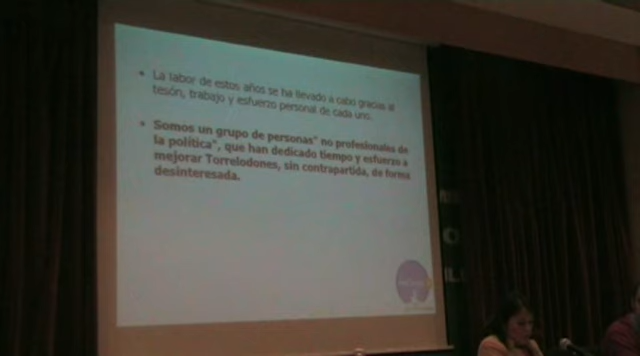 • La labor de estos años se ha llevado a cabo gracias al
tesón, trabajo y esfuerzo personal de cada uno.
• Somos un grupo de personas" no profesionales de
la política", que han dedicado tiempo y esfuerzo a
mejorar Torrelodones, sin contrapartida, de forma
desinteresada.